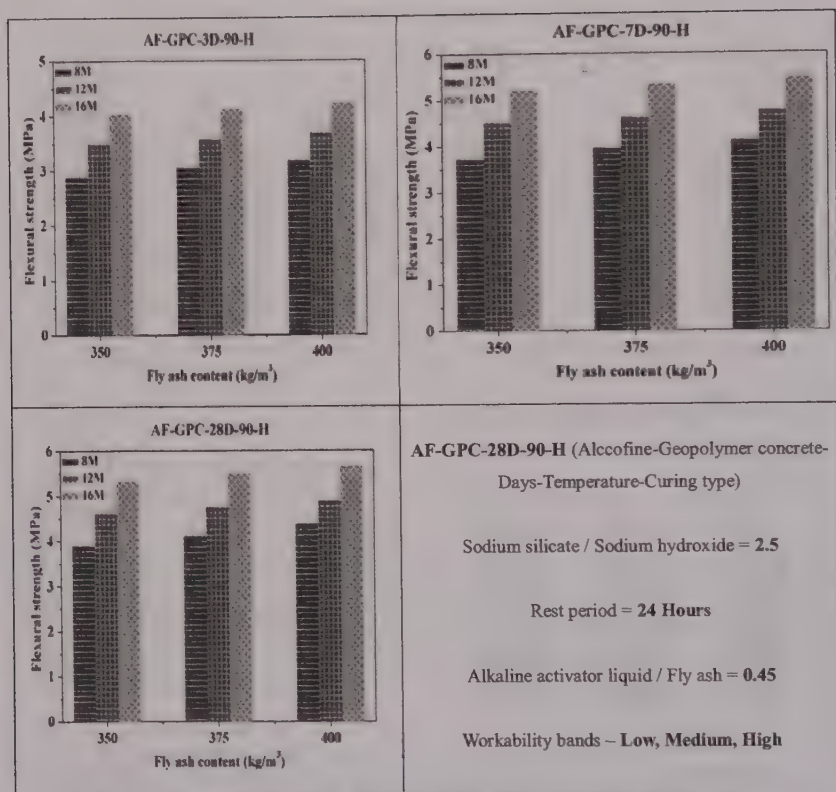 AF-GPC-3D-90-H
5
4
3
2
1
0
Flexural strength (MPa)
8M
12M
16M
350
375
400
Fly ash content (kg/m³)
AF-GPC-7D-90-H
6
5
4
3
2
1
0
Flexural strength (MPa)
8M
12M
16M
350
375
400
Fly ash content (kg/m³)
AF-GPC-28D-90-H
6
5
4
3
2
1
0
Flexural strength (MPa)
8M
12M
16M
350
375
400
Fly ash content (kg/m³)
AF-GPC-28D-90-H (Alccofine-Geopolymer concrete-
Days-Temperature-Curing type)
Sodium silicate / Sodium hydroxide = 2.5
Rest period = 24 Hours
Alkaline activator liquid / Fly ash = 0.45
Workability bands – Low, Medium, High